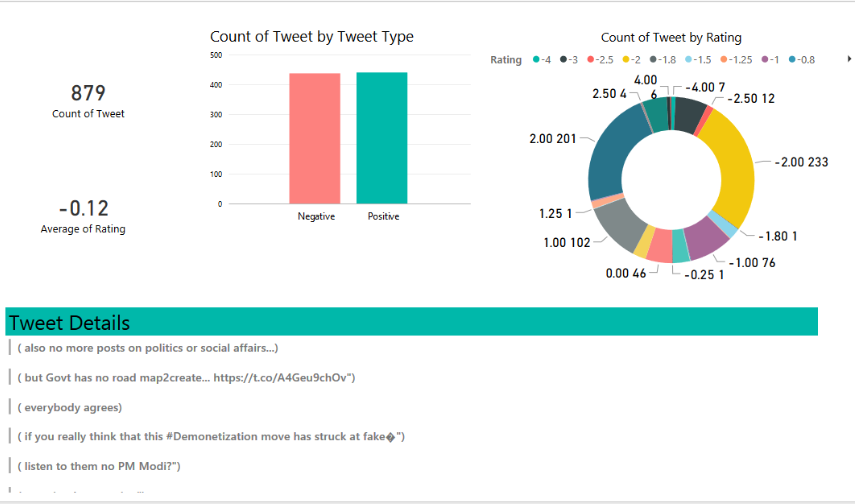 Count of Tweet by Tweet Type
500
400
300
200
100
0
Negative
Positive
879
Count of Tweet
-0.12
Average of Rating
Count of Tweet by Rating
Rating -4 -3 -2.5 -2 -1.8 -1.5 -1.25 -1 -0.8
4.00
6
-4.00 7
2.50 4
-2.50 12
2.00 201
-2.00 233
1.25 1
-1.80 1
1.00 102
-1.00 76
0.00 46
-0.25 1
Tweet Details
( also no more posts on politics or social affairs...)
( but Govt has no road map2create... https://t.co/A4Geu9chOv")
( everybody agrees)
( if you really think that this #Demonetization move has struck at fake�")
( listen to them no PM Modi?")